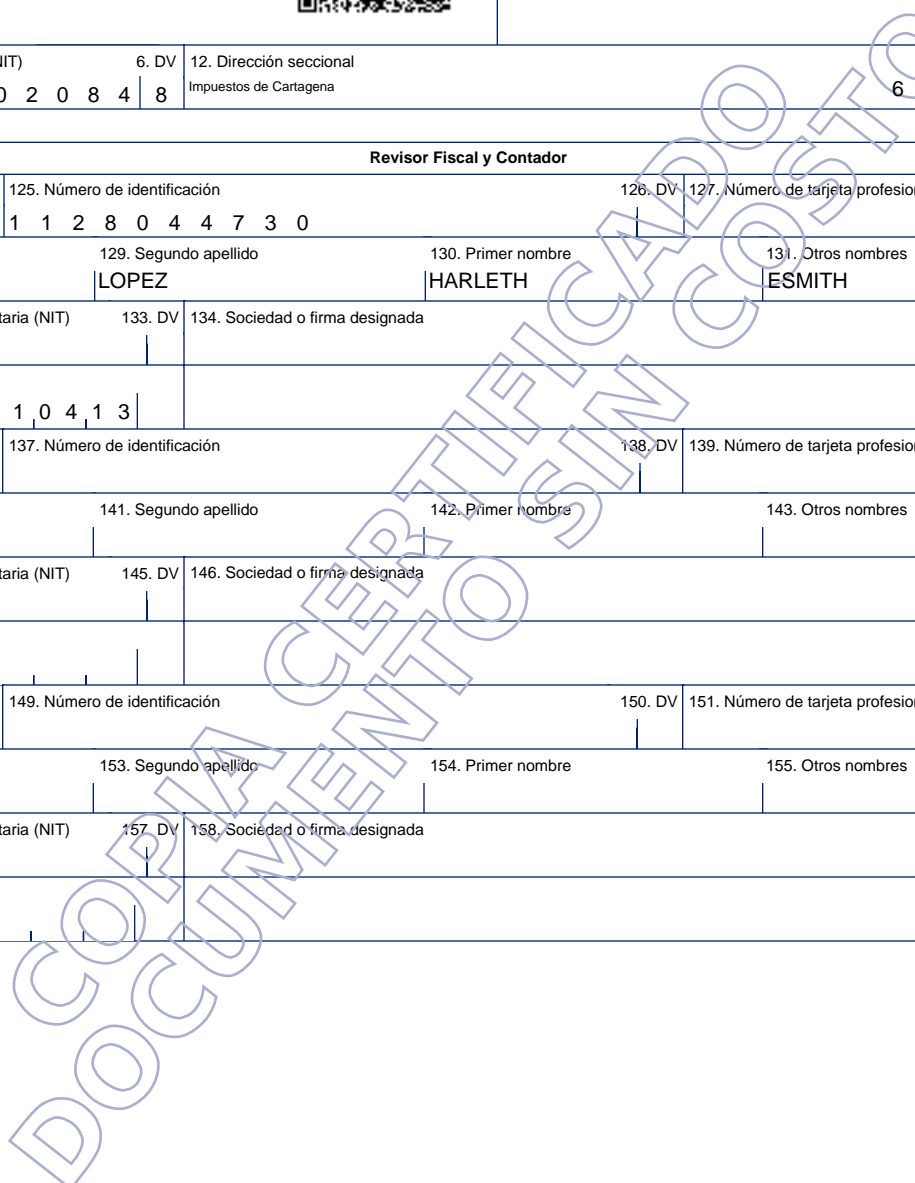 NIT) 6. DV 12. Dirección seccional
0 2 0 8 4 8 Impuestos de Cartagena 6
Revisor Fiscal y Contador
125. Número de identificación 126. DV 127. Número de tarjeta profesion
1 1 2 8 0 4 4 7 3 0
129. Segundo apellido 130. Primer nombre 131. Otros nombres
LOPEZ HARLETH ESMITH
taria (NIT) 133. DV 134. Sociedad o firma designada
1 0 4 1 3
137. Número de identificación 138. DV 139. Número de tarjeta profesion
141. Segundo apellido 142. Primer nombre 143. Otros nombres
taria (NIT) 145. DV 146. Sociedad o firma designada
149. Número de identificación 150. DV 151. Número de tarjeta profesion
153. Segundo apellido 154. Primer nombre 155. Otros nombres
taria (NIT) 157. DV 158. Sociedad o firma designada
COPIA CERTIFICADO
DOCUMENTO SIN COSTO